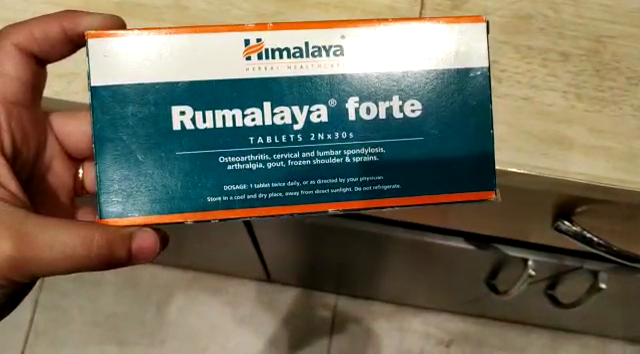 Himalaya
HERBAL HEALTHCARE
Rumalaya® forte
TABLETS 2Nx30s
Osteoarthritis, cervical and lumbar spondylosis,
arthralgia, gout, frozen shoulder & sprains.
DOSAGE: 1 tablet twice daily, or as directed by your physician.
Store in a cool and dry place, away from direct sunlight. Do not refrigerate.